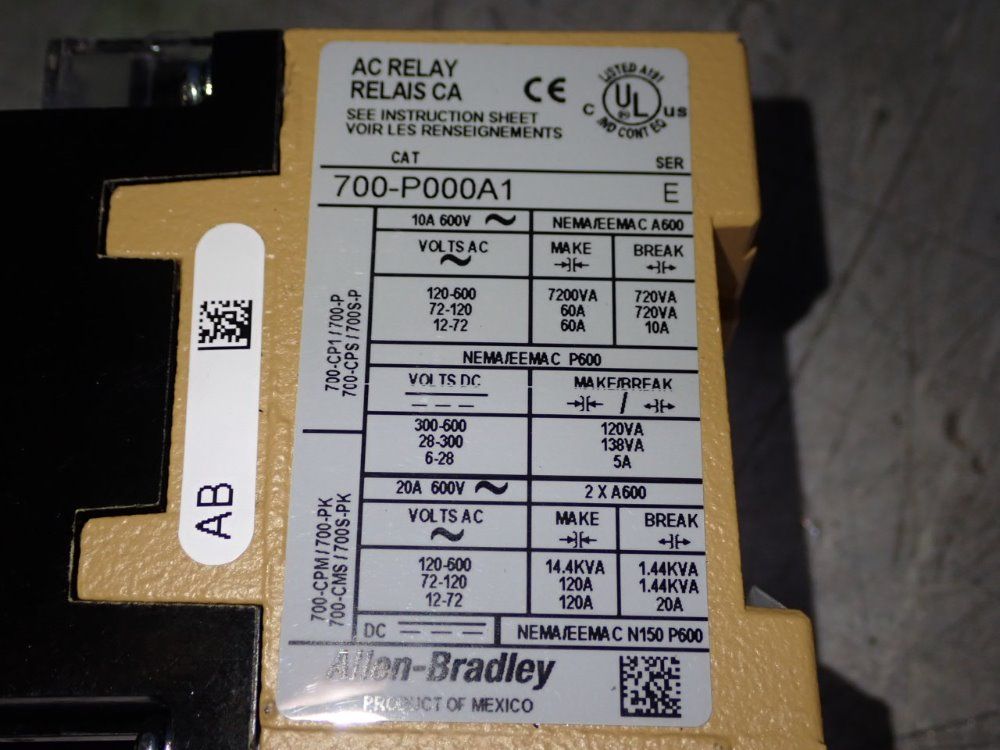 AC RELAY
RELAIS CA
CE
LISTED A191
C UL US
IND CONT EQ
SEE INSTRUCTION SHEET
VOIR LES RENSEIGNEMENTS
CAT SER
700-P000A1 E
700-CP1 / 700-P
700-CPS / 700S-P
10A 600V ~ NEMA/EEMAC A600
VOLTS AC ~ MAKE BREAK
120-600 7200VA 720VA
72-120 60A 720VA
12-72 60A 10A
NEMA/EEMAC P600
VOLTS DC MAKE/BREAK
/
300-600 120VA
28-300 138VA
6-28 5A
700-CPM / 700-PK
700-CMS / 700S-PK
20A 600V ~ 2 X A600
VOLTS AC ~ MAKE BREAK
120-600 14.4KVA 1.44KVA
72-120 120A 1.44KVA
12-72 120A 20A
DC NEMA/EEMAC N150 P600
Allen-Bradley
PRODUCT OF MEXICO
AB